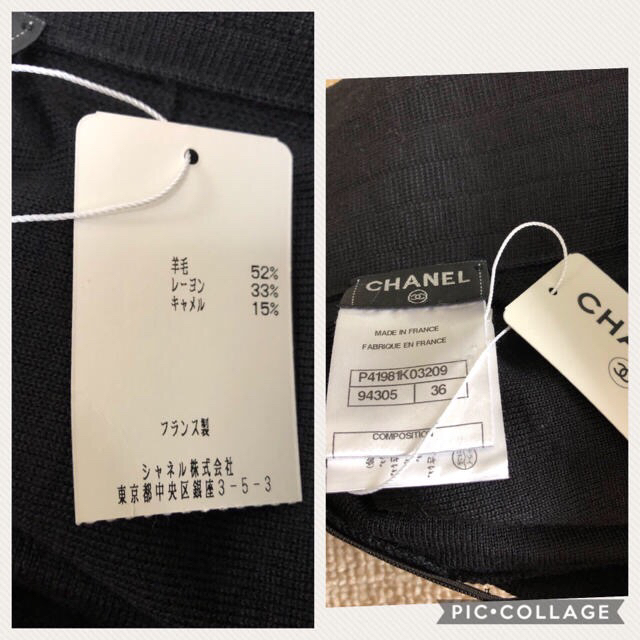 羊毛 52%
レーヨン 33%
キャメル 15%
フランス製
シャネル株式会社
東京都中央区銀座3-5-3
CHANEL
MADE IN FRANCE
FABRIQUE EN FRANCE
P41981K03209
94305 36
COMPOSITION
CHA
PIC•COLLAGE